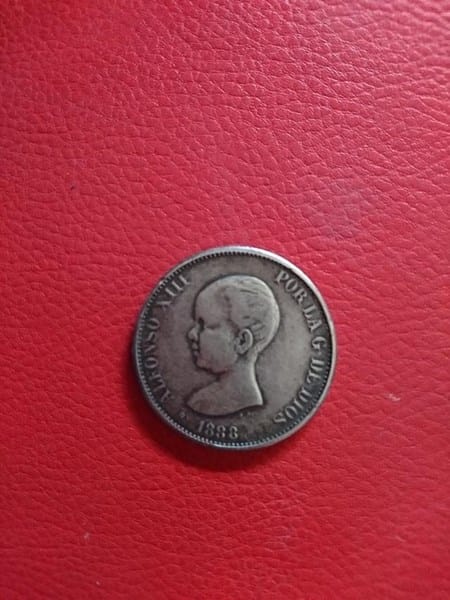 ALFONSO XIII POR LA G. DE DIOS
1888